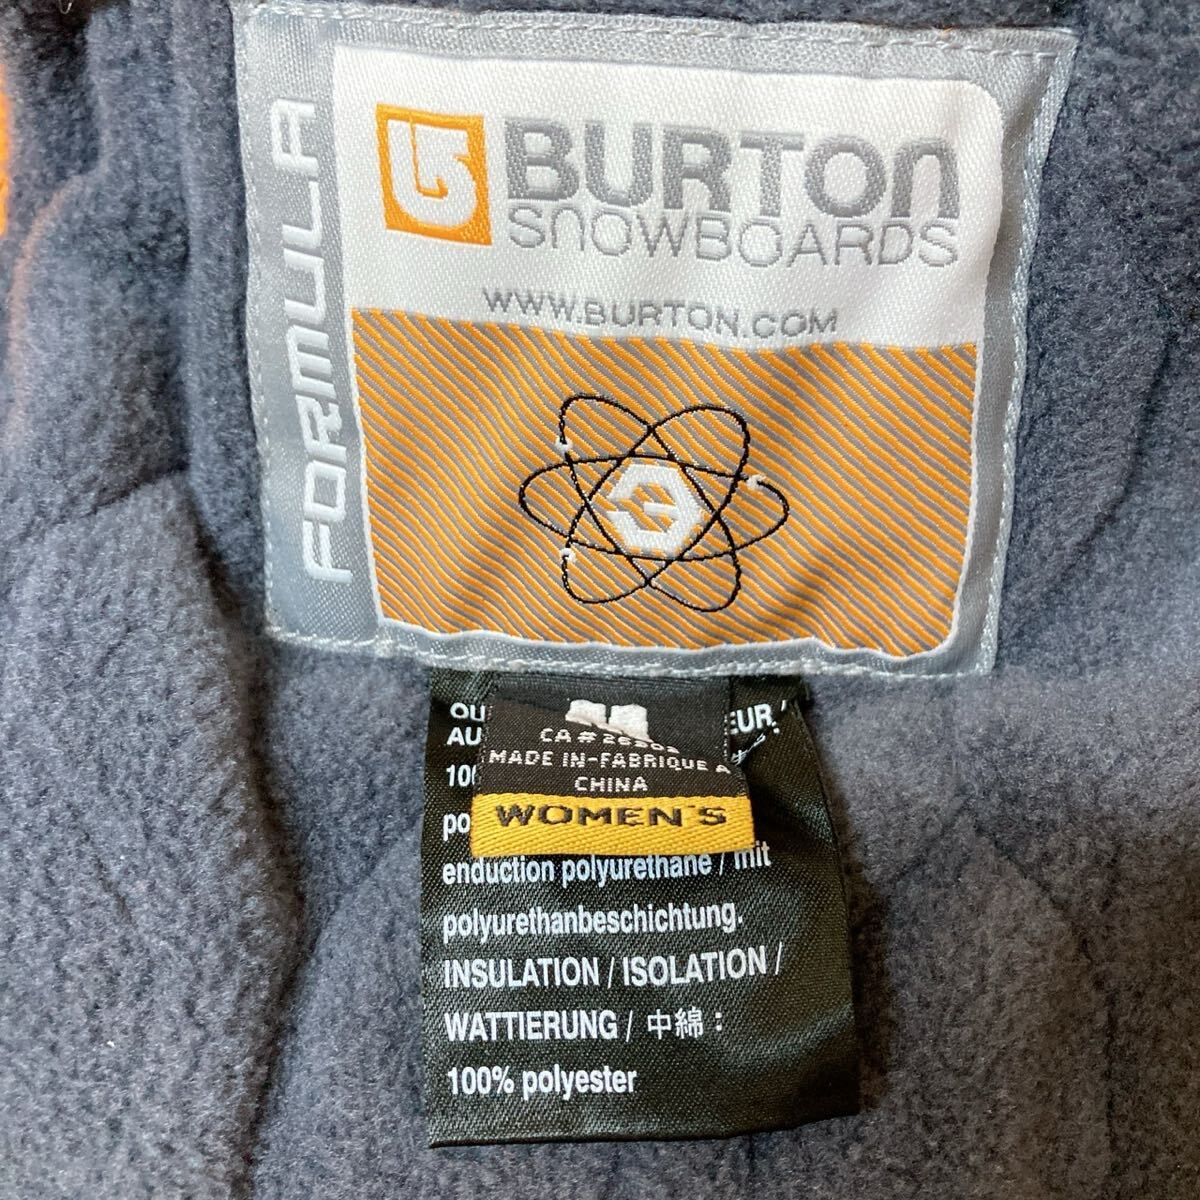 FORMULA
BURTON
SNOWBOARDS
WWW.BURTON.COM
CA#
MADE IN-FABRIQUE A
CHINA
WOMEN'S
enduction polyurethane / mit
polyurethanbeschichtung.
INSULATION / ISOLATION /
WATTIERUNG / 中綿:
100% polyester